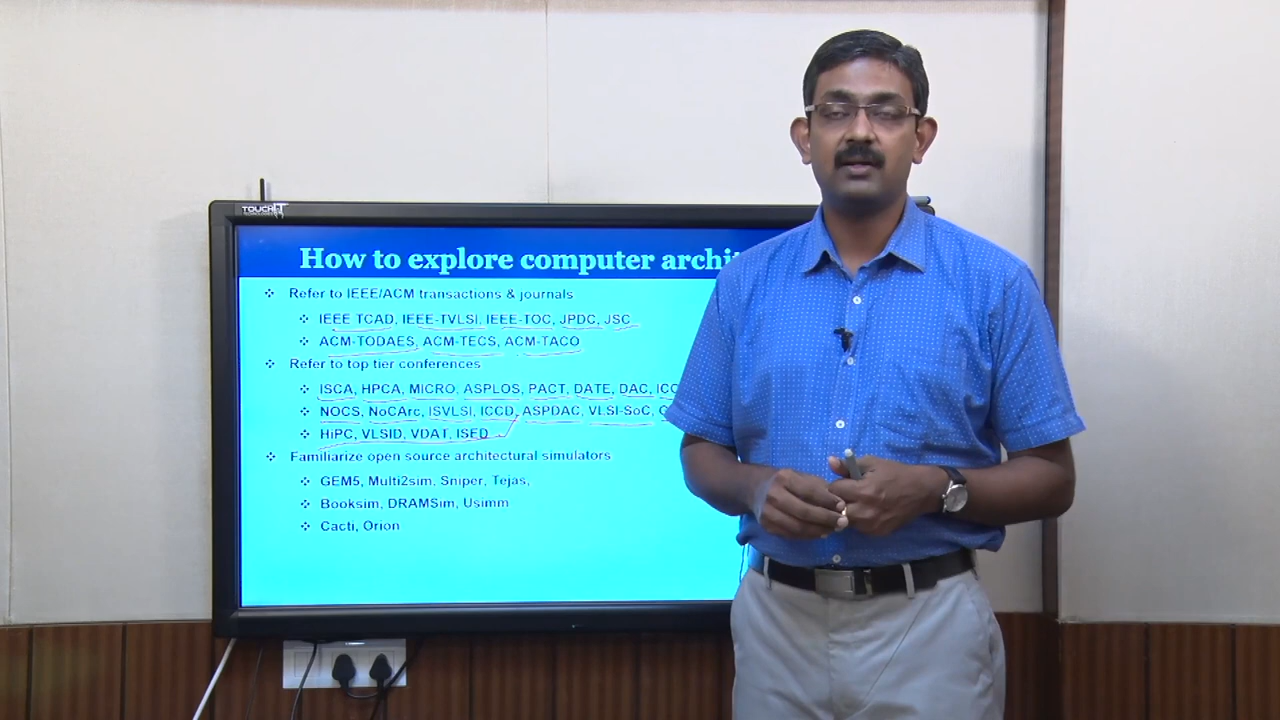 TOUCHIT
How to explore computer archi
❖ Refer to IEEE/ACM transactions & journals
❖ IEEE TCAD, IEEE-TVLSI, IEEE-TOC, JPDC, JSC
❖ ACM-TODAES, ACM-TECS, ACM-TACO
❖ Refer to top tier conferences
❖ ISCA, HPCA, MICRO, ASPLOS, PACT, DATE, DAC, ICC
❖ NOCS, NoCArc, ISVLSI, ICCD, ASPDAC, VLSI-SoC,
❖ HiPC, VLSID, VDAT, ISED
❖ Familiarize open source architectural simulators
❖ GEM5, Multi2sim, Sniper, Tejas,
❖ Booksim, DRAMSim, Usimm
❖ Cacti, Orion